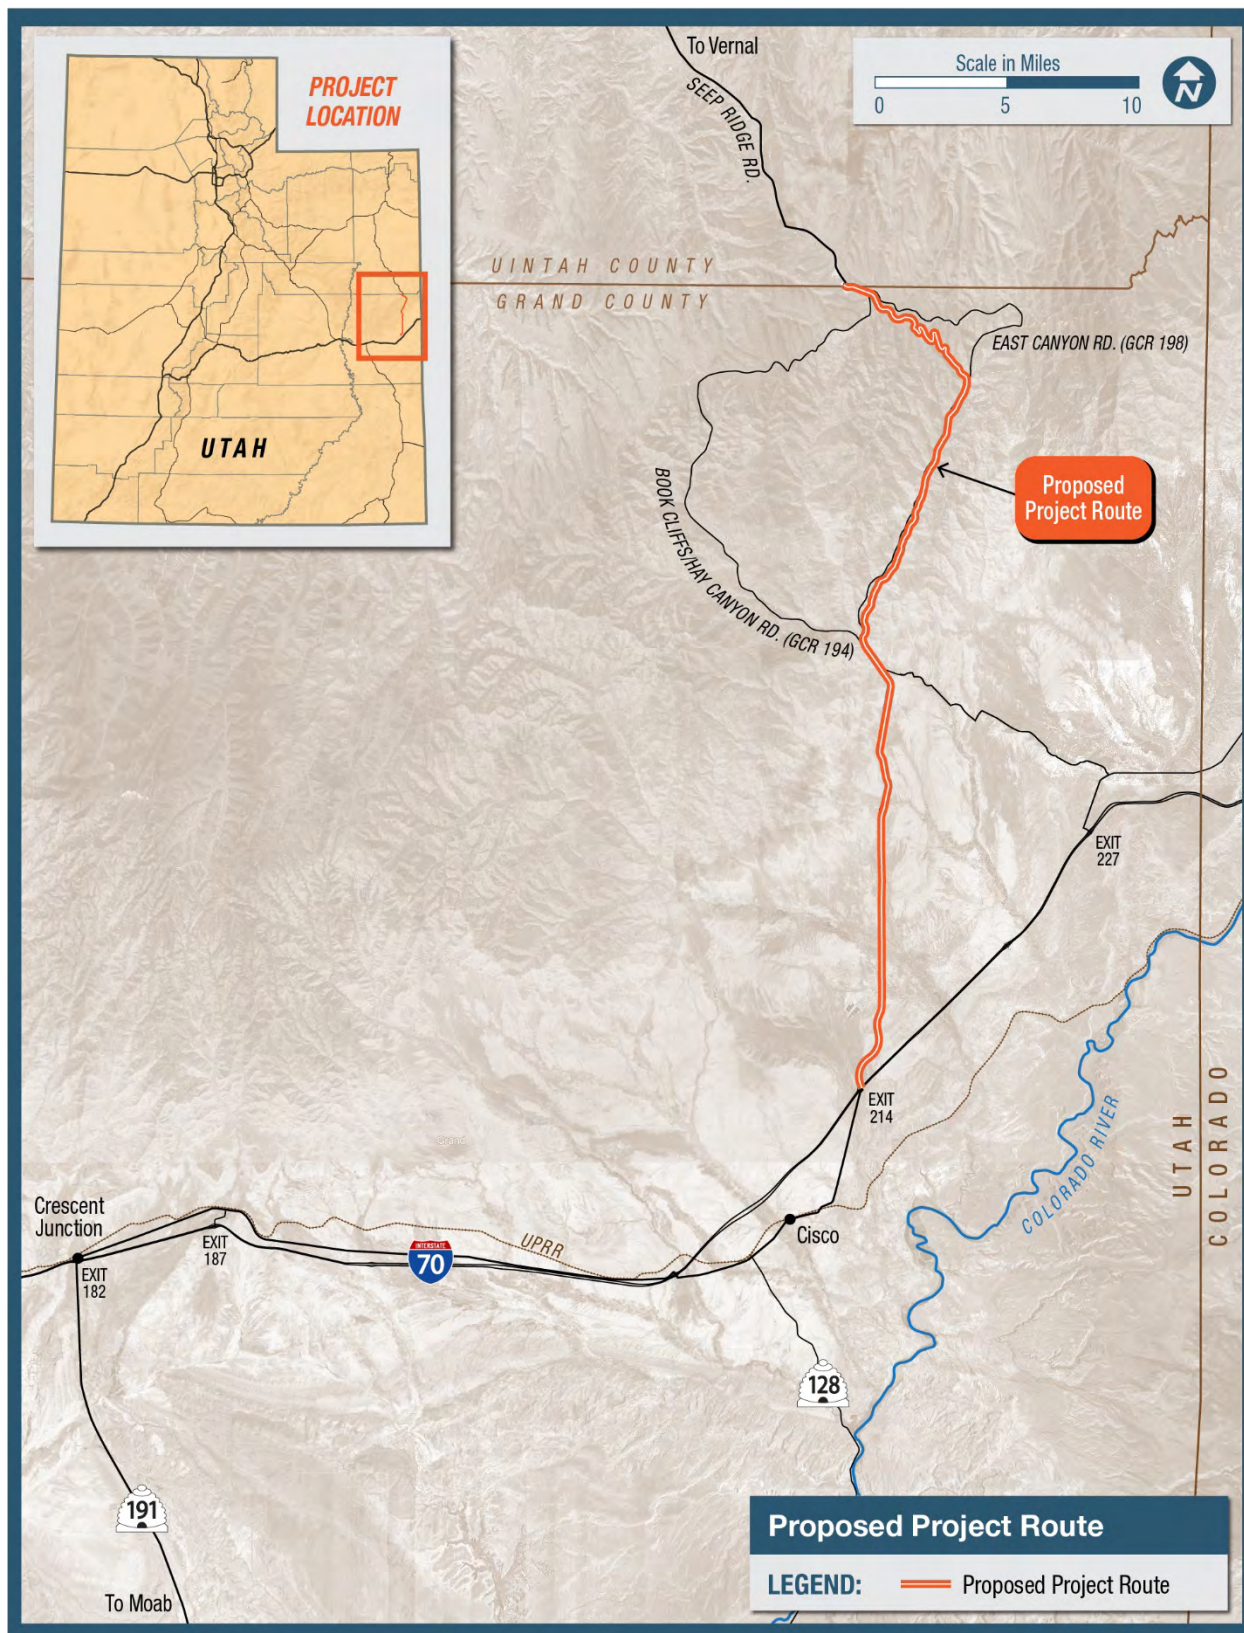 PROJECT
LOCATION
UTAH
To Vernal
SEEP RIDGE RD.
Scale in Miles
0 5 10
N
UINTAH COUNTY
GRAND COUNTY
EAST CANYON RD. (GCR 198)
Proposed
Project Route
BOOK CLIFFS/HAY CANYON RD. (GCR 194)
EXIT
227
EXIT
214
UTAH
COLORADO
COLORADO RIVER
Grand
Crescent
Junction
EXIT
182
EXIT
187
INTERSTATE
70
UPRR
Cisco
128
191
To Moab
Proposed Project Route
LEGEND:
Proposed Project Route